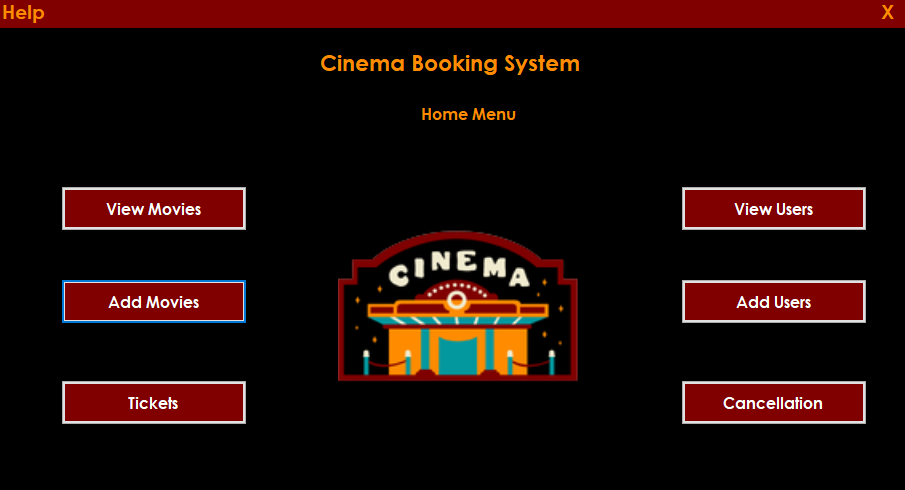 Help X
Cinema Booking System
Home Menu
View Movies
View Users
CINEMA
Add Movies
Add Users
Tickets
Cancellation